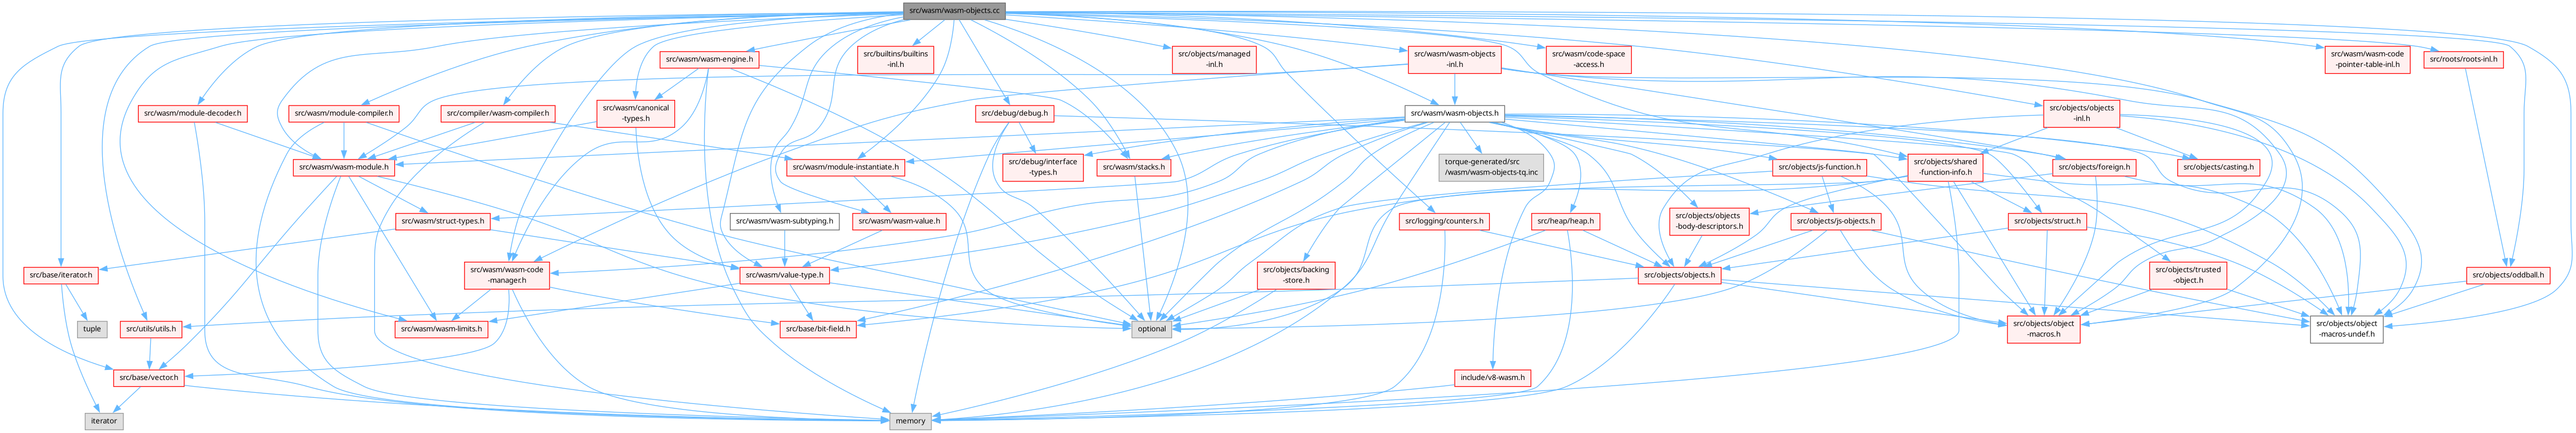 src/wasm/wasm-objects.cc
src/wasm/wasm-engine.h
src/builtins/builtins
-inl.h
src/objects/managed
-inl.h
src/wasm/wasm-objects
-inl.h
src/wasm/code-space
-access.h
src/wasm/wasm-code
-pointer-table-inl.h
src/roots/roots-inl.h
src/wasm/module-decoder.h
src/wasm/module-compiler.h
src/compiler/wasm-compiler.h
src/wasm/canonical
-types.h
src/debug/debug.h
src/wasm/wasm-objects.h
src/objects/objects
-inl.h
src/wasm/wasm-module.h
src/wasm/module-instantiate.h
src/debug/interface
-types.h
src/wasm/stacks.h
torque-generated/src
/wasm/wasm-objects-tq.inc
src/objects/js-function.h
src/objects/shared
-function-info.h
src/objects/foreign.h
src/objects/casting.h
src/wasm/struct-types.h
src/wasm/wasm-subtyping.h
src/wasm/wasm-value.h
src/logging/counters.h
src/heap/heap.h
src/objects/objects
-body-descriptors.h
src/objects/js-objects.h
src/objects/struct.h
src/base/iterator.h
src/wasm/wasm-code
-manager.h
src/wasm/value-type.h
src/objects/backing
-store.h
src/objects/objects.h
src/objects/trusted
-object.h
src/objects/oddball.h
tuple
src/utils/utils.h
src/wasm/wasm-limits.h
src/base/bit-field.h
optional
src/objects/object
-macros.h
src/objects/object
-macros-undef.h
src/base/vector.h
include/v8-wasm.h
iterator
memory